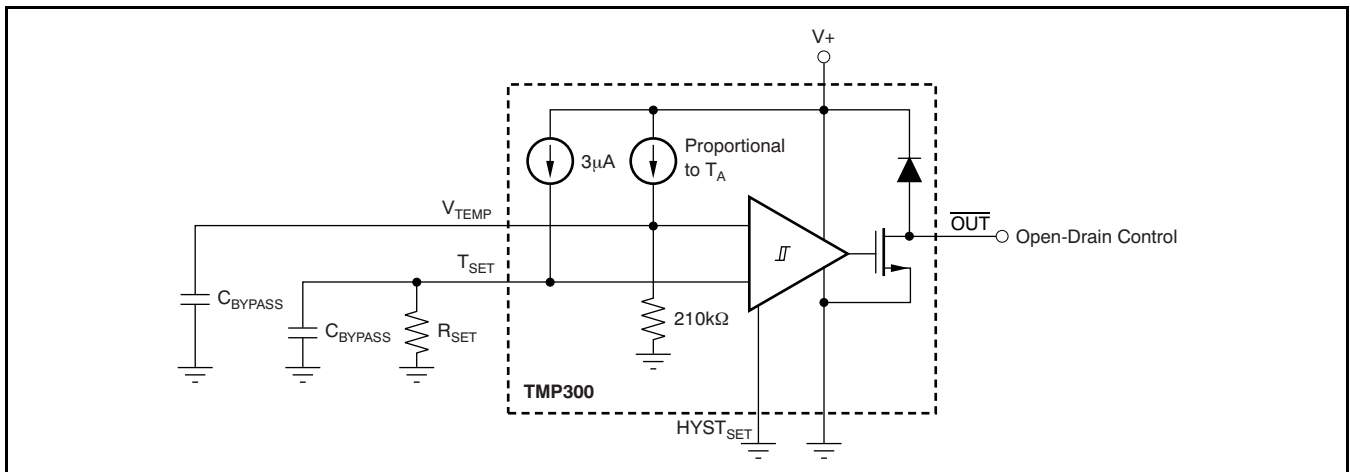 V+
3μA
Proportional
to TA
VTEMP
OUT
Open-Drain Control
TSET
CBYPASS
CBYPASS
RSET
210kΩ
TMP300
HYSTSET